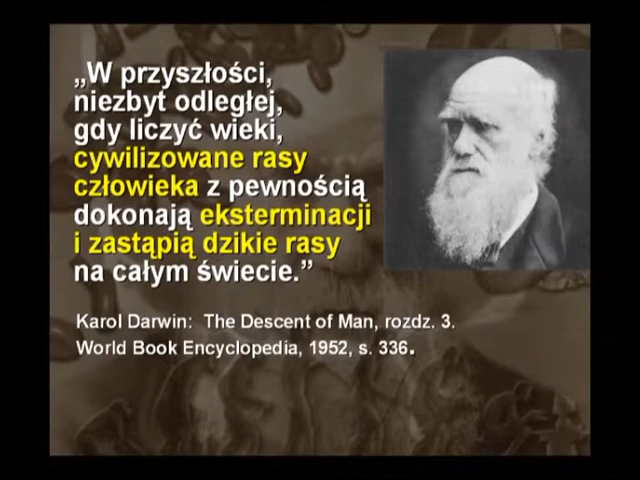 „W przyszłości,
niezbyt odległej,
gdy liczyć wieki,
cywilizowane rasy
człowieka z pewnością
dokonają eksterminacji
i zastąpią dzikie rasy
na całym świecie.”
Karol Darwin: The Descent of Man, rozdz. 3.
World Book Encyclopedia, 1952, s. 336.